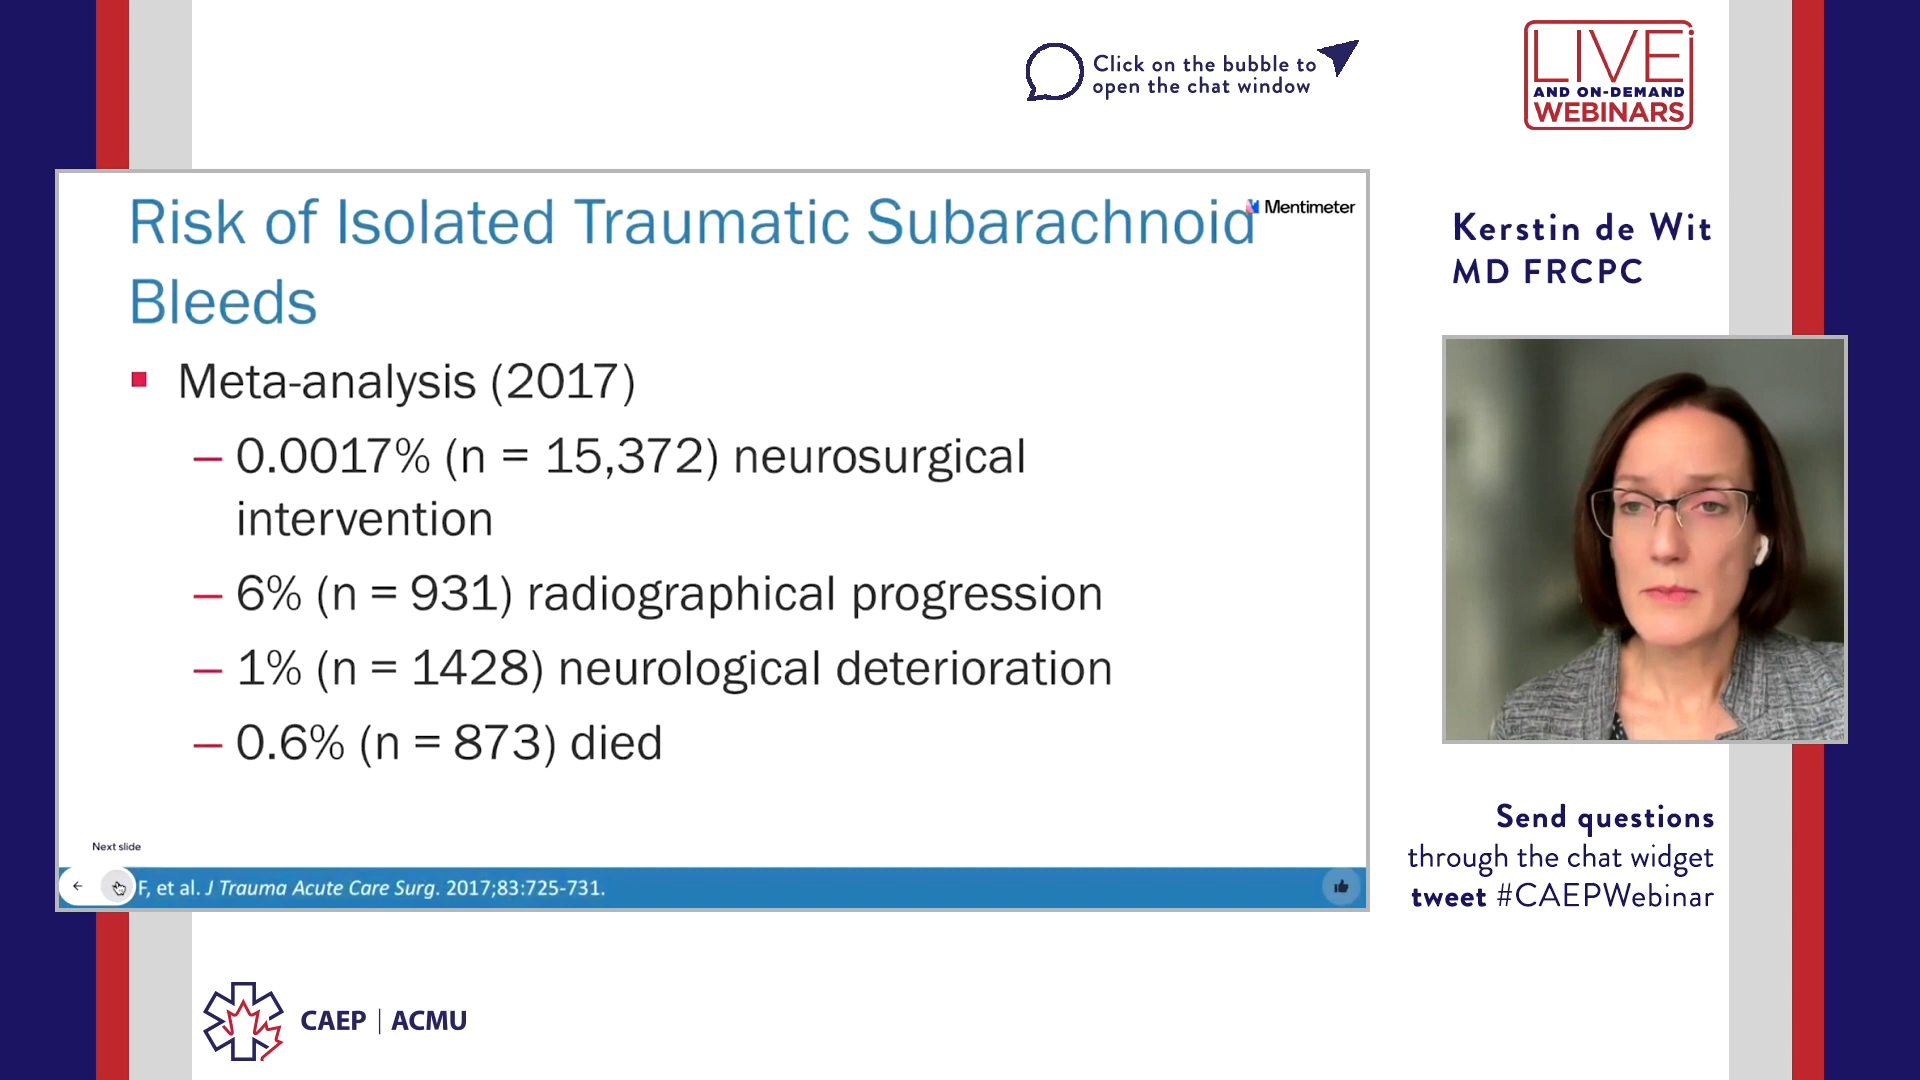 Click on the bubble to
open the chat window
LIVE
AND ON-DEMAND
WEBINARS
Risk of Isolated Traumatic Subarachnoid
Bleeds
Mentimeter
Meta-analysis (2017)
– 0.0017% (n = 15,372) neurosurgical
intervention
– 6% (n = 931) radiographical progression
– 1% (n = 1428) neurological deterioration
– 0.6% (n = 873) died
Next slide
F, et al. J Trauma Acute Care Surg. 2017;83:725-731.
Kerstin de Wit
MD FRCPC
Send questions
through the chat widget
tweet #CAEPWebinar
CAEP | ACMU